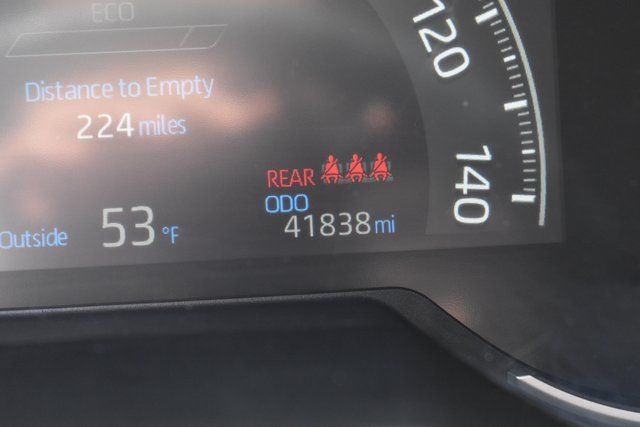 ECO
Distance to Empty
224 miles
120
140
REAR
ODO
41838 mi
Outside 53 °F